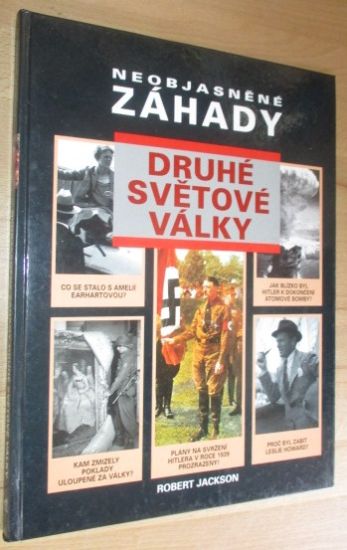 NEOBJASNĚNÉ
ZÁHADY
DRUHÉ
SVĚTOVÉ
VÁLKY
CO SE STALO S AMELIÍ
EARHARTOVOU?
JAK BLÍZKO BYL
HITLER K DOKONČENÍ
ATOMOVÉ BOMBY?
KAM ZMIZELY
POKLADY
ULOUPENÉ ZA VÁLKY?
PLÁNY NA SVRŽENÍ
HITLERA V ROCE 1939
PROZRAZENY!
PROČ BYL ZABIT
LESLIE HOWARD?
ROBERT JACKSON